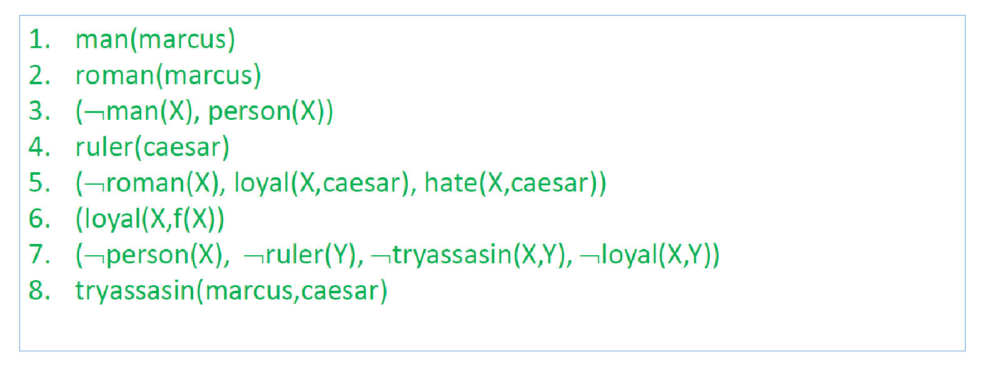 1. man(marcus)
2. roman(marcus)
3. (¬man(X), person(X))
4. ruler(caesar)
5. (¬roman(X), loyal(X,caesar), hate(X,caesar))
6. (loyal(X,f(X))
7. (¬person(X), ¬ruler(Y), ¬tryassasin(X,Y), ¬loyal(X,Y))
8. tryassasin(marcus,caesar)